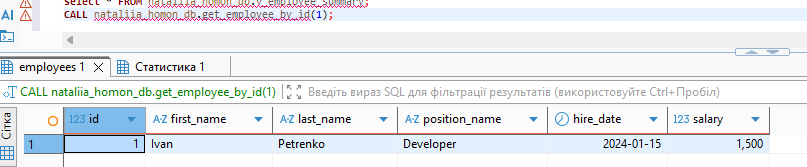 select * FROM nataliia_homon_db.v_employee_summary;
AI CALL nataliia_homon_db.get_employee_by_id(1);
employees 1 Статистика 1
CALL nataliia_homon_db.get_employee_by_id(1) Введіть вираз SQL для фільтрації результатів (використовуйте Ctrl+Пробіл)
Сітка
123 id A-Z first_name A-Z last_name A-Z position_name hire_date 123 salary
1 1 Ivan Petrenko Developer 2024-01-15 1,500